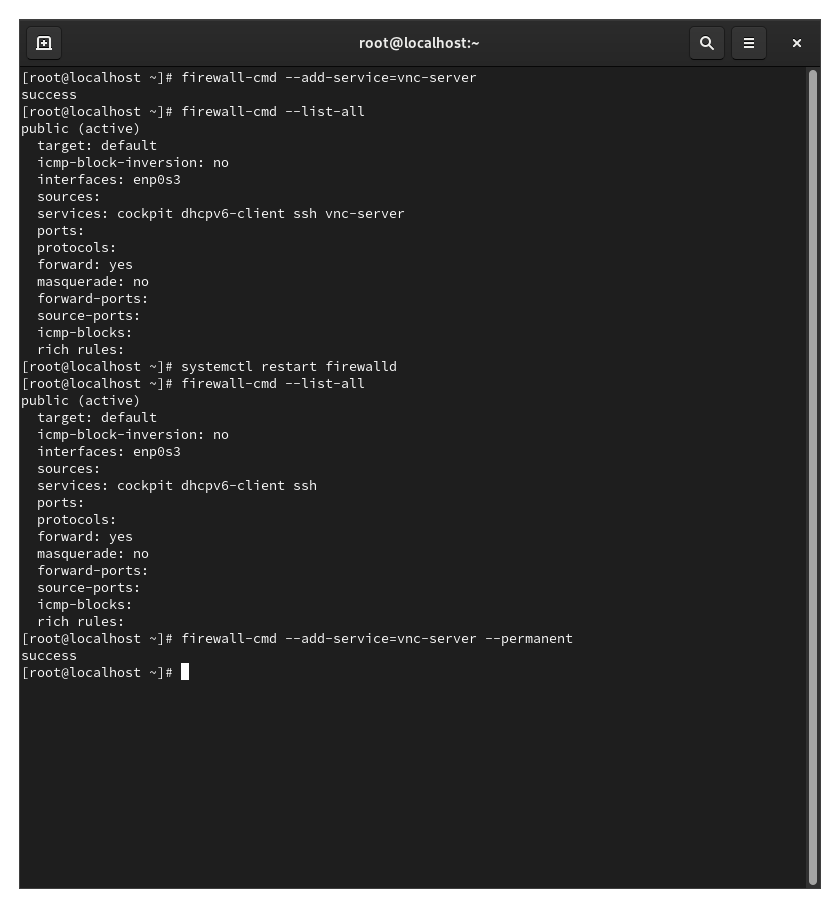 root@localhost:~
[root@localhost ~]# firewall-cmd --add-service=vnc-server
success
[root@localhost ~]# firewall-cmd --list-all
public (active)
  target: default
  icmp-block-inversion: no
  interfaces: enp0s3
  sources:
  services: cockpit dhcpv6-client ssh vnc-server
  ports:
  protocols:
  forward: yes
  masquerade: no
  forward-ports:
  source-ports:
  icmp-blocks:
  rich rules:
[root@localhost ~]# systemctl restart firewalld
[root@localhost ~]# firewall-cmd --list-all
public (active)
  target: default
  icmp-block-inversion: no
  interfaces: enp0s3
  sources:
  services: cockpit dhcpv6-client ssh
  ports:
  protocols:
  forward: yes
  masquerade: no
  forward-ports:
  source-ports:
  icmp-blocks:
  rich rules:
[root@localhost ~]# firewall-cmd --add-service=vnc-server --permanent
success
[root@localhost ~]#